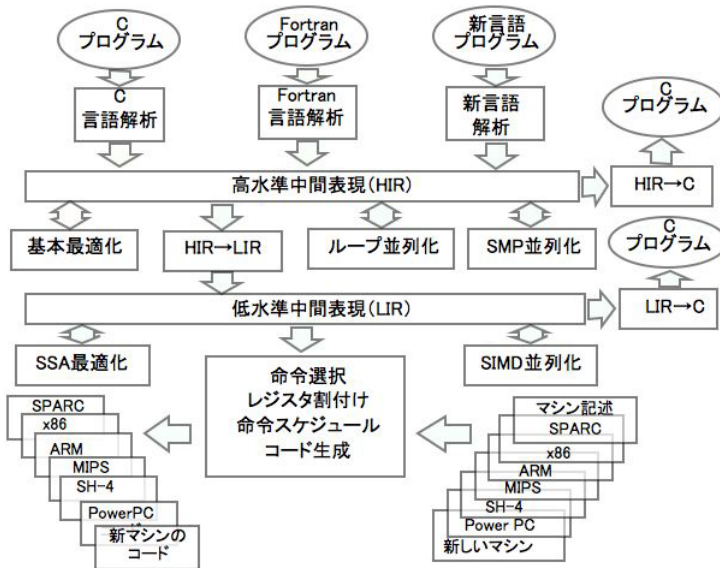 C
プログラム
Fortran
プログラム
新言語
プログラム
C
言語解析
Fortran
言語解析
新言語
解析
C
プログラム
高水準中間表現(HIR)
HIR→C
基本最適化
HIR→LIR
ループ並列化
SMP並列化
C
プログラム
低水準中間表現(LIR)
LIR→C
SSA最適化
SIMD並列化
命令選択
レジスタ割付け
命令スケジュール
コード生成
SPARC
x86
ARM
MIPS
SH-4
PowerPC
新マシンの
コード
マシン記述
SPARC
x86
ARM
MIPS
SH-4
Power PC
新しいマシン